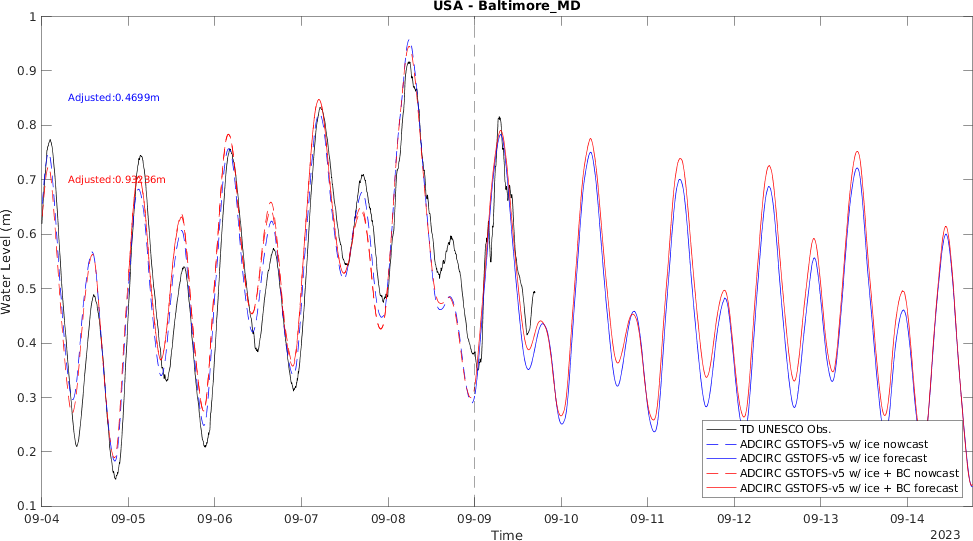 USA - Baltimore_MD
1
0.9
0.8
0.7
0.6
0.5
0.4
0.3
0.2
0.1
Water Level (m)
Adjusted:0.4699m
Adjusted:0.93236m
TD UNESCO Obs.
ADCIRC GSTOFS-v5 w/ ice nowcast
ADCIRC GSTOFS-v5 w/ ice forecast
ADCIRC GSTOFS-v5 w/ ice + BC nowcast
ADCIRC GSTOFS-v5 w/ ice + BC forecast
09-04 09-05 09-06 09-07 09-08 09-09 09-10 09-11 09-12 09-13 09-14
Time
2023